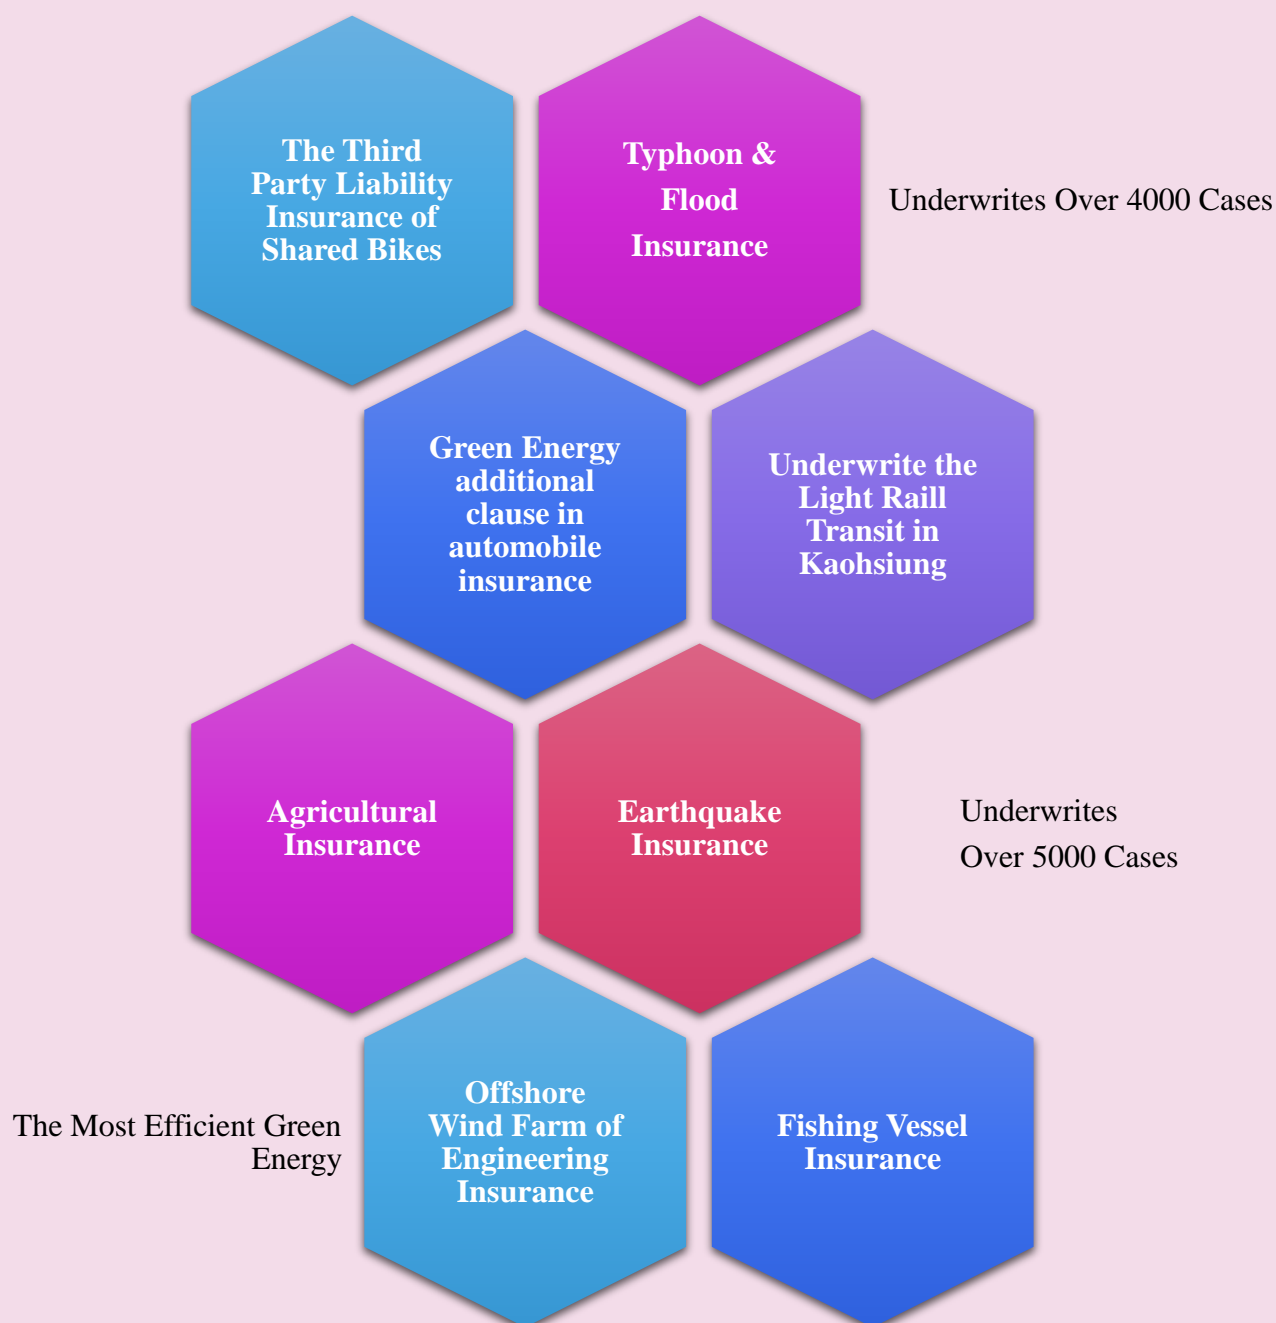 The Third
Party Liability
Insurance of
Shared Bikes
Typhoon &
Flood
Insurance
Underwrites Over 4000 Cases
Green Energy
additional
clause in
automobile
insurance
Underwrite the
Light Raill
Transit in
Kaohsiung
Agricultural
Insurance
Earthquake
Insurance
Underwrites
Over 5000 Cases
The Most Efficient Green
Energy
Offshore
Wind Farm of
Engineering
Insurance
Fishing Vessel
Insurance